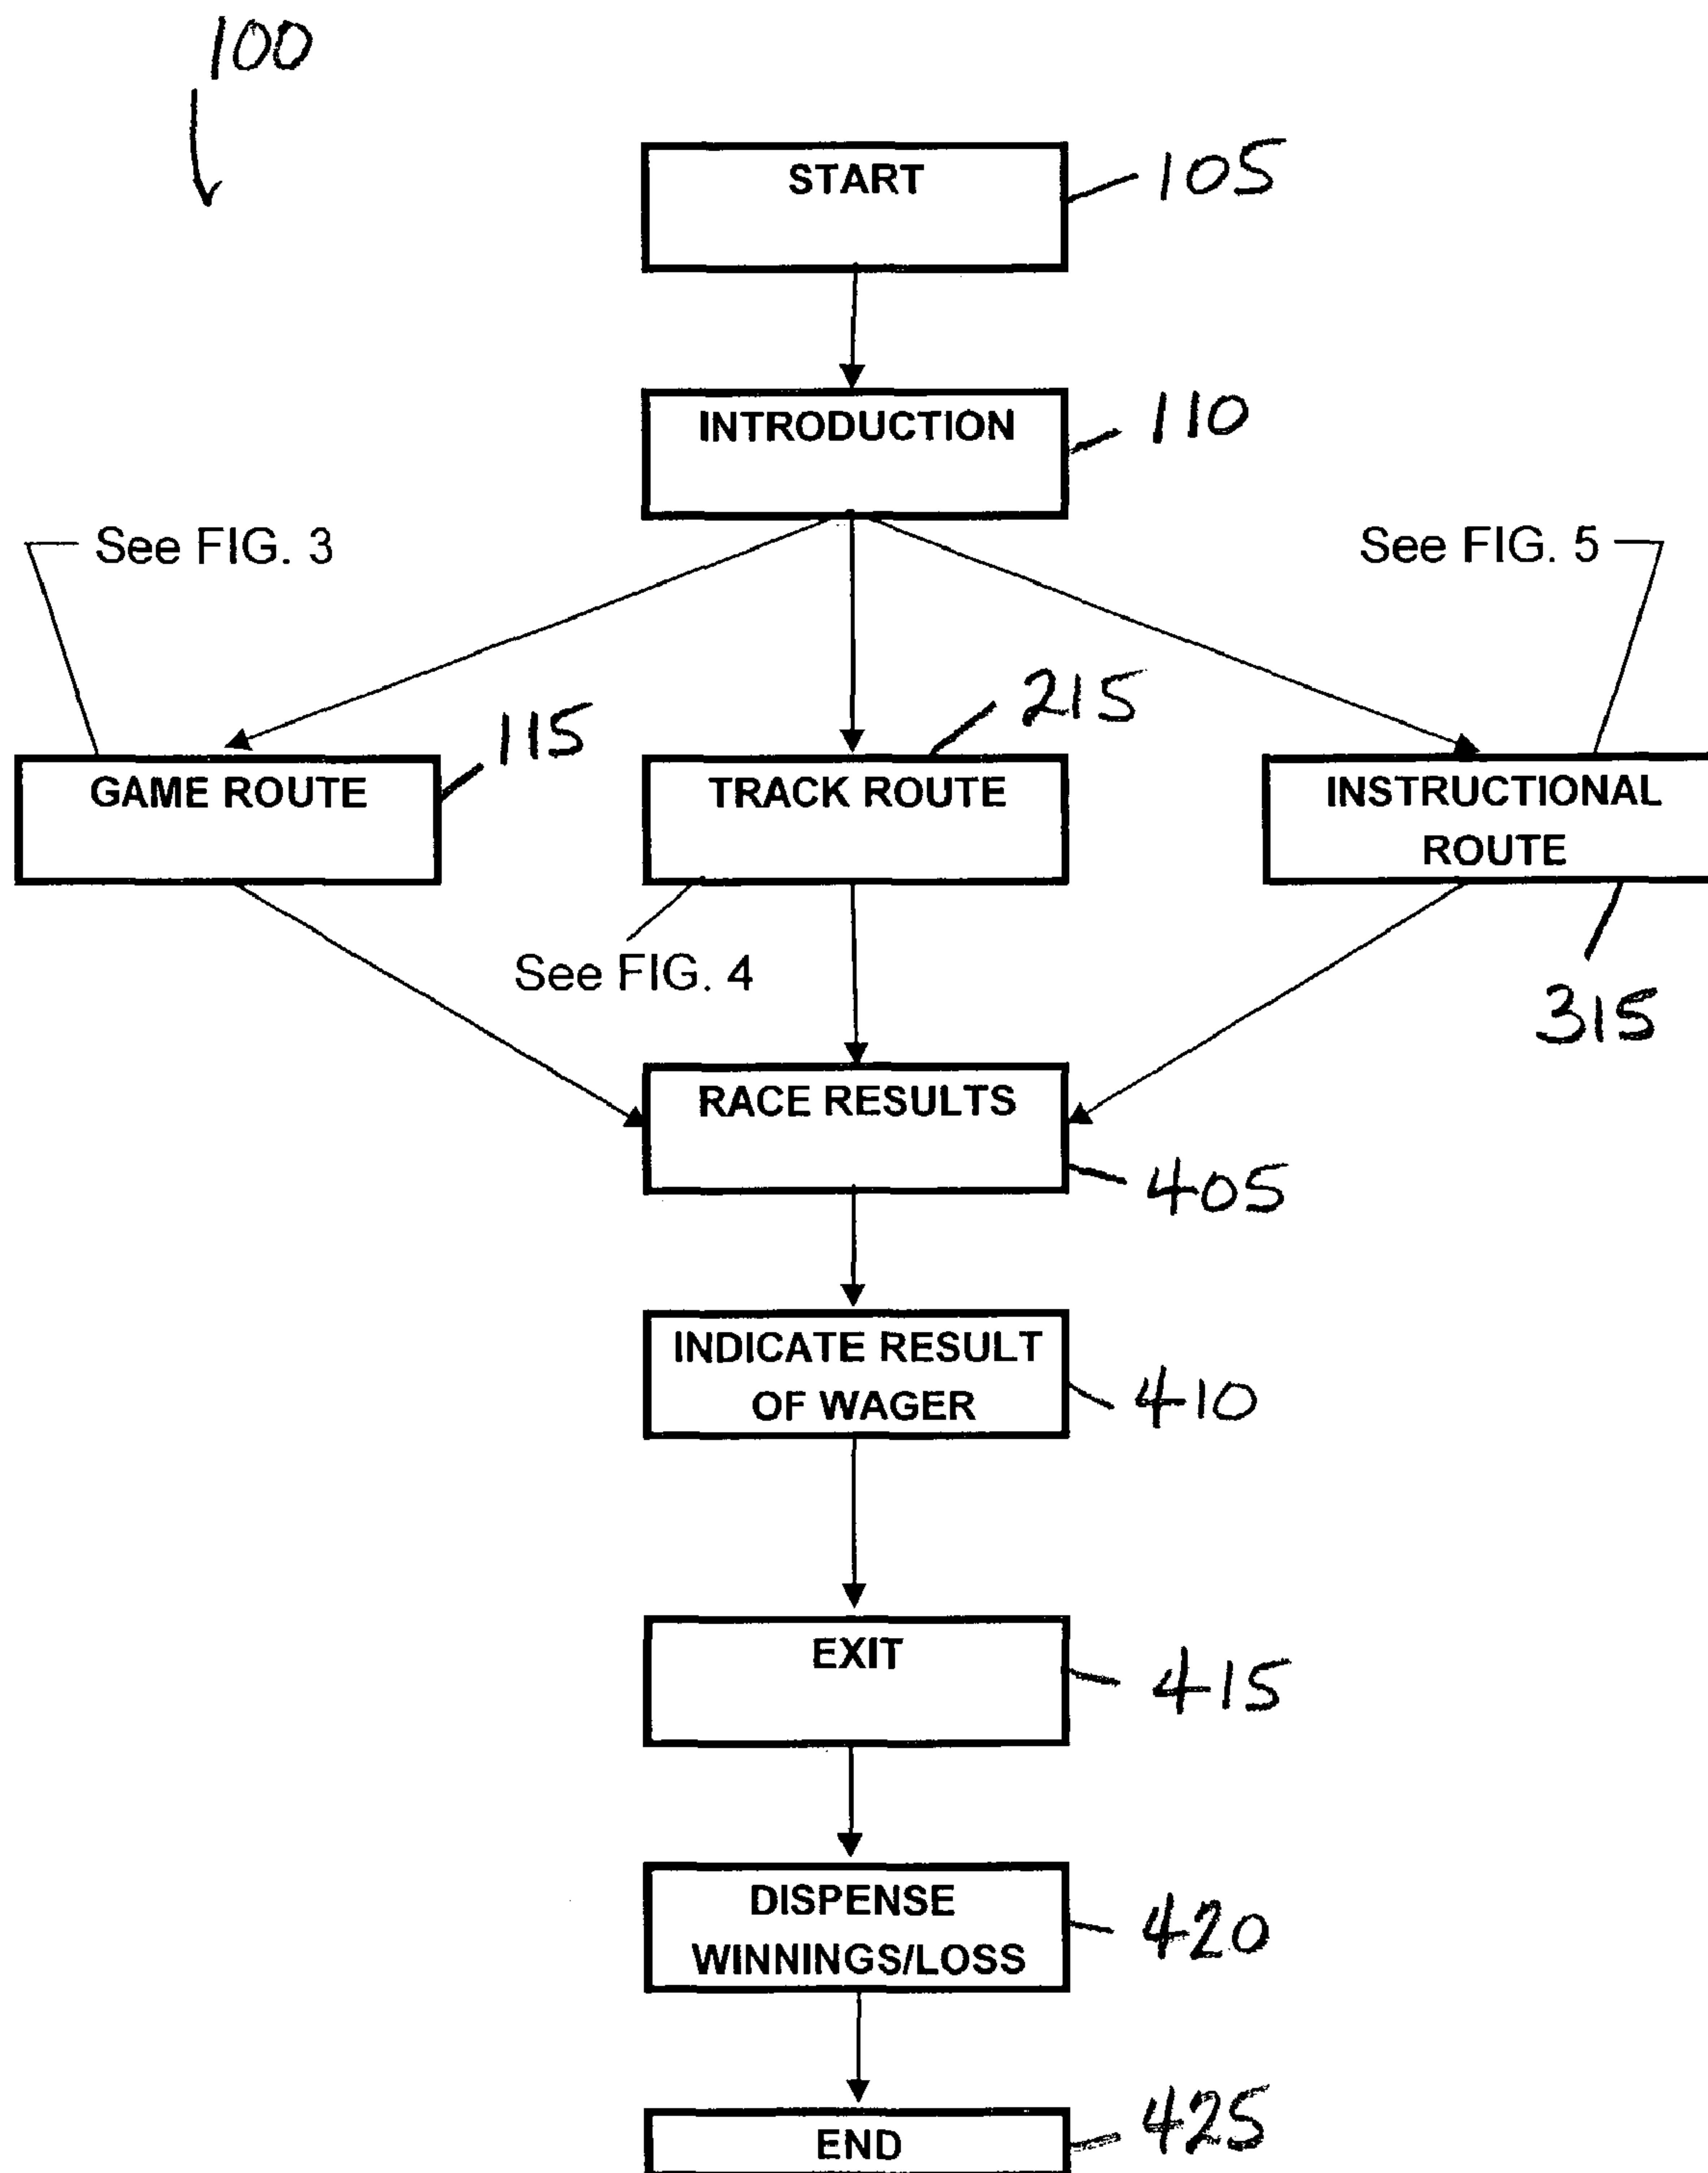 100
START
105
INTRODUCTION
110
See FIG. 3
See FIG. 5
GAME ROUTE
115
TRACK ROUTE
215
INSTRUCTIONAL
ROUTE
315
See FIG. 4
RACE RESULTS
405
INDICATE RESULT
OF WAGER
410
EXIT
415
DISPENSE
WINNINGS/LOSS
420
END
425